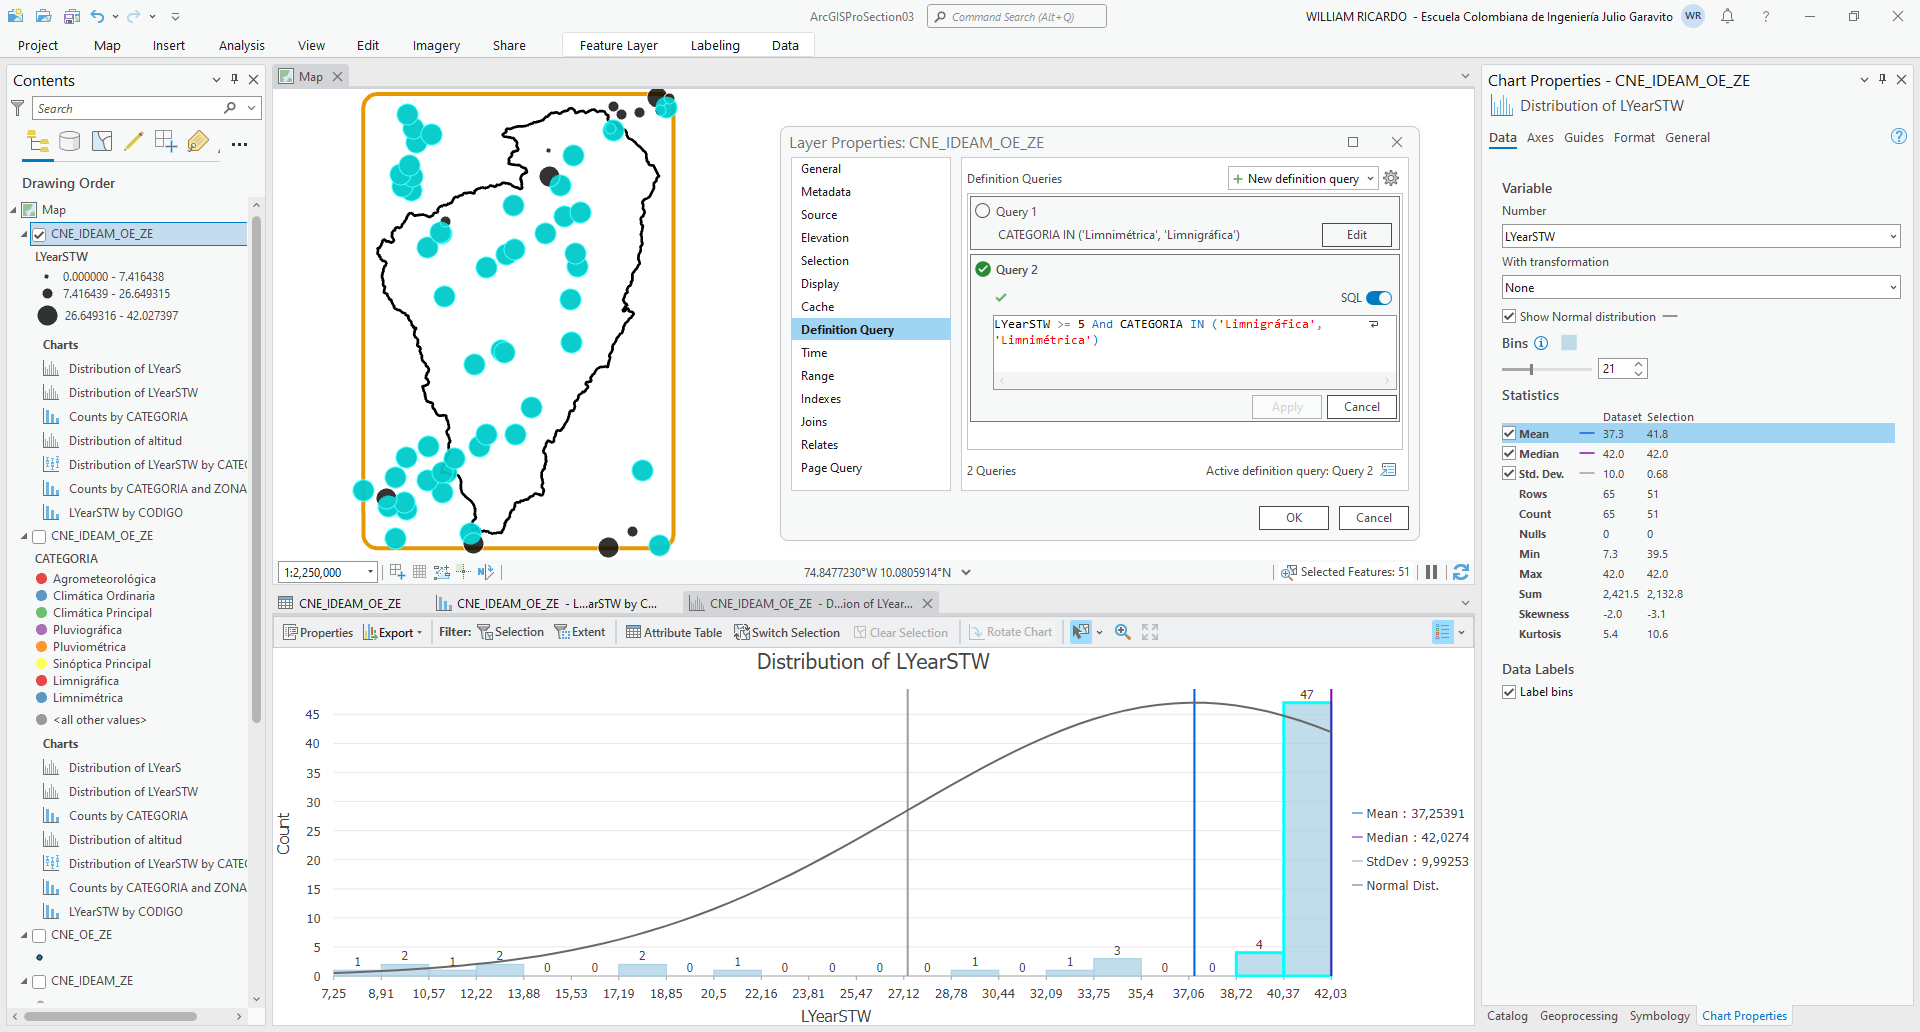 ArcGISProSection03
Command Search (Alt+Q)
WILLIAM RICARDO - Escuela Colombiana de Ingeniería Julio Garavito
WR
?
Project Map Insert Analysis View Edit Imagery Share Feature Layer Labeling Data
Contents
Search
Drawing Order
Map
CNE_IDEAM_OE_ZE
LYearSTW
0.000000 - 7.416438
7.416439 - 26.649315
26.649316 - 42.027397
Charts
Distribution of LYearS
Distribution of LYearSTW
Counts by CATEGORIA
Distribution of altitud
Distribution of LYearSTW by CATE
Counts by CATEGORIA and ZONA
LYearSTW by CODIGO
CNE_IDEAM_OE_ZE
CATEGORIA
Agrometeorológica
Climática Ordinaria
Climática Principal
Pluviográfica
Pluviométrica
Sinóptica Principal
Limnigráfica
Limnimétrica
<all other values>
Charts
Distribution of LYearS
Distribution of LYearSTW
Counts by CATEGORIA
Distribution of altitud
Distribution of LYearSTW by CATE
Counts by CATEGORIA and ZONA
LYearSTW by CODIGO
CNE_OE_ZE
CNE_IDEAM_ZE
Map
Layer Properties: CNE_IDEAM_OE_ZE
General
Metadata
Source
Elevation
Selection
Display
Cache
Definition Query
Time
Range
Indexes
Joins
Relates
Page Query
Definition Queries
New definition query
Query 1
CATEGORIA IN ('Limnimétrica', 'Limnigráfica')
Edit
Query 2
SQL
LYearSTW >= 5 And CATEGORIA IN ('Limnigráfica',
'Limnimétrica')
Apply Cancel
2 Queries
Active definition query: Query 2
OK Cancel
1:2,250,000
74.8477230°W 10.0805914°N
Selected Features: 51
CNE_IDEAM_OE_ZE
CNE_IDEAM_OE_ZE - L...arSTW by C...
CNE_IDEAM_OE_ZE - D...ion of LYear...
Properties Export Filter: Selection Extent Attribute Table Switch Selection Clear Selection Rotate Chart
Distribution of LYearSTW
Count
45
40
35
30
25
20
15
10
5
0
1 2 1 2 0 0 2 0 1 0 0 0 0 1 0 1 3 0 0 4 47
7,25 8,91 10,57 12,22 13,88 15,53 17,19 18,85 20,5 22,16 23,81 25,47 27,12 28,78 30,44 32,09 33,75 35,4 37,06 38,72 40,37 42,03
LYearSTW
Mean : 37,25391
Median : 42,0274
StdDev : 9,99253
Normal Dist.
Chart Properties - CNE_IDEAM_OE_ZE
Distribution of LYearSTW
Data Axes Guides Format General
?
Variable
Number
LYearSTW
With transformation
None
Show Normal distribution
Bins
21
Statistics
Dataset Selection
Mean 37.3 41.8
Median 42.0 42.0
Std. Dev. 10.0 0.68
Rows 65 51
Count 65 51
Nulls 0 0
Min 7.3 39.5
Max 42.0 42.0
Sum 2,421.5 2,132.8
Skewness -2.0 -3.1
Kurtosis 5.4 10.6
Data Labels
Label bins
Catalog Geoprocessing Symbology Chart Properties